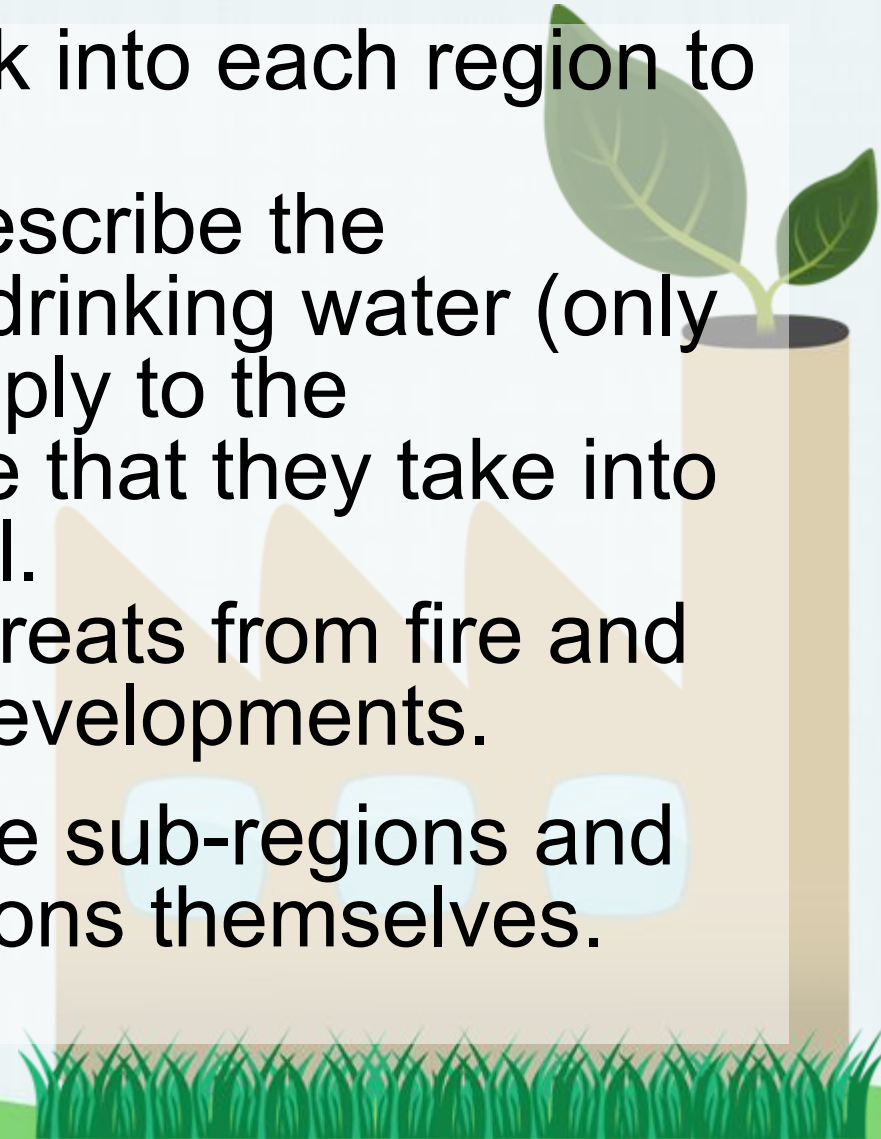 k into each region to
escribe the
drinking water (only
ply to the
e that they take into
l.
reats from fire and
evelopments.
e sub-regions and
ons themselves.